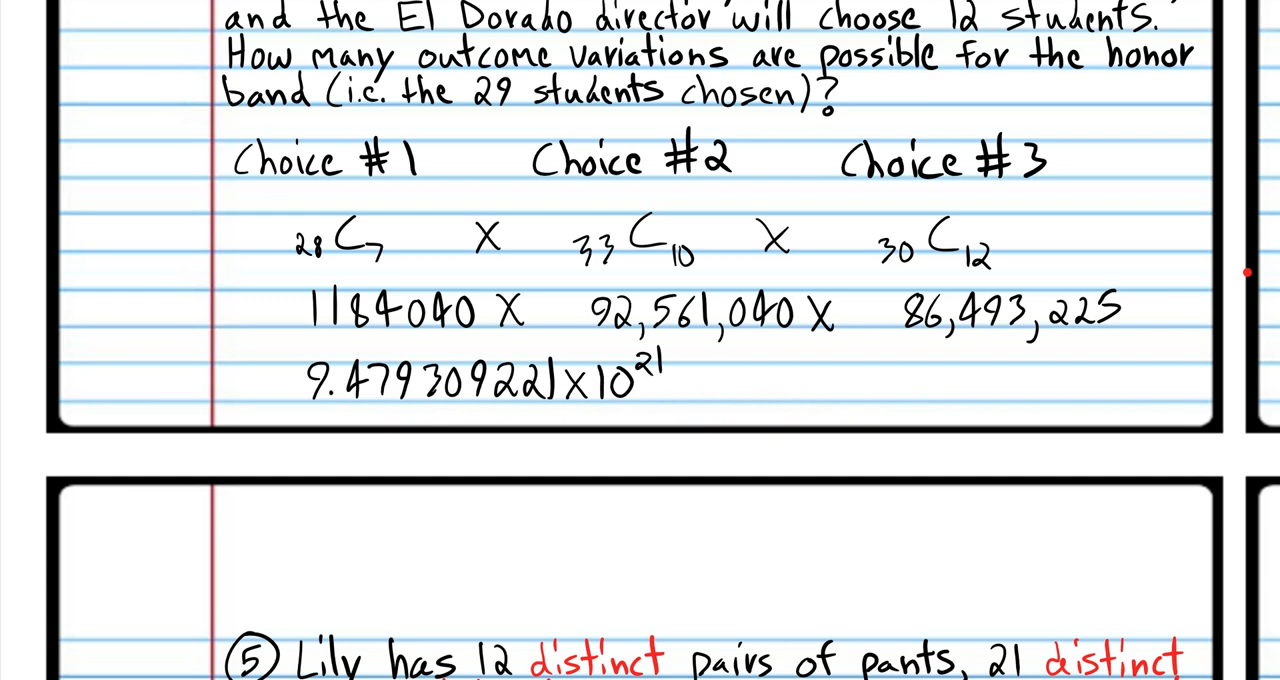 and the El Dorado director will choose 12 students.
How many outcome variations are possible for the honor
band (i.c. the 29 students chosen)?
Choice #1 Choice #2 Choice #3
28C7 X 33C10 X 30C12
1184040 X 92,561,040 X 86,493,225
9.479309221x10^21
⑤ Lily has 12 distinct pairs of pants, 21 distinct